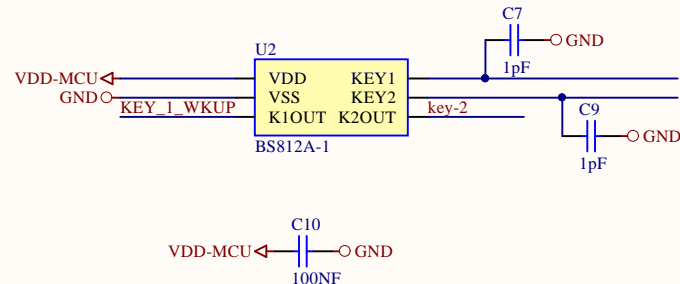 C7
GND
1pF
U2
VDD-MCU
VDD
KEY1
GND
VSS
KEY2
KEY_1_WKUP
K1OUT
K2OUT
key-2
BS812A-1
C9
GND
1pF
C10
VDD-MCU
GND
100NF